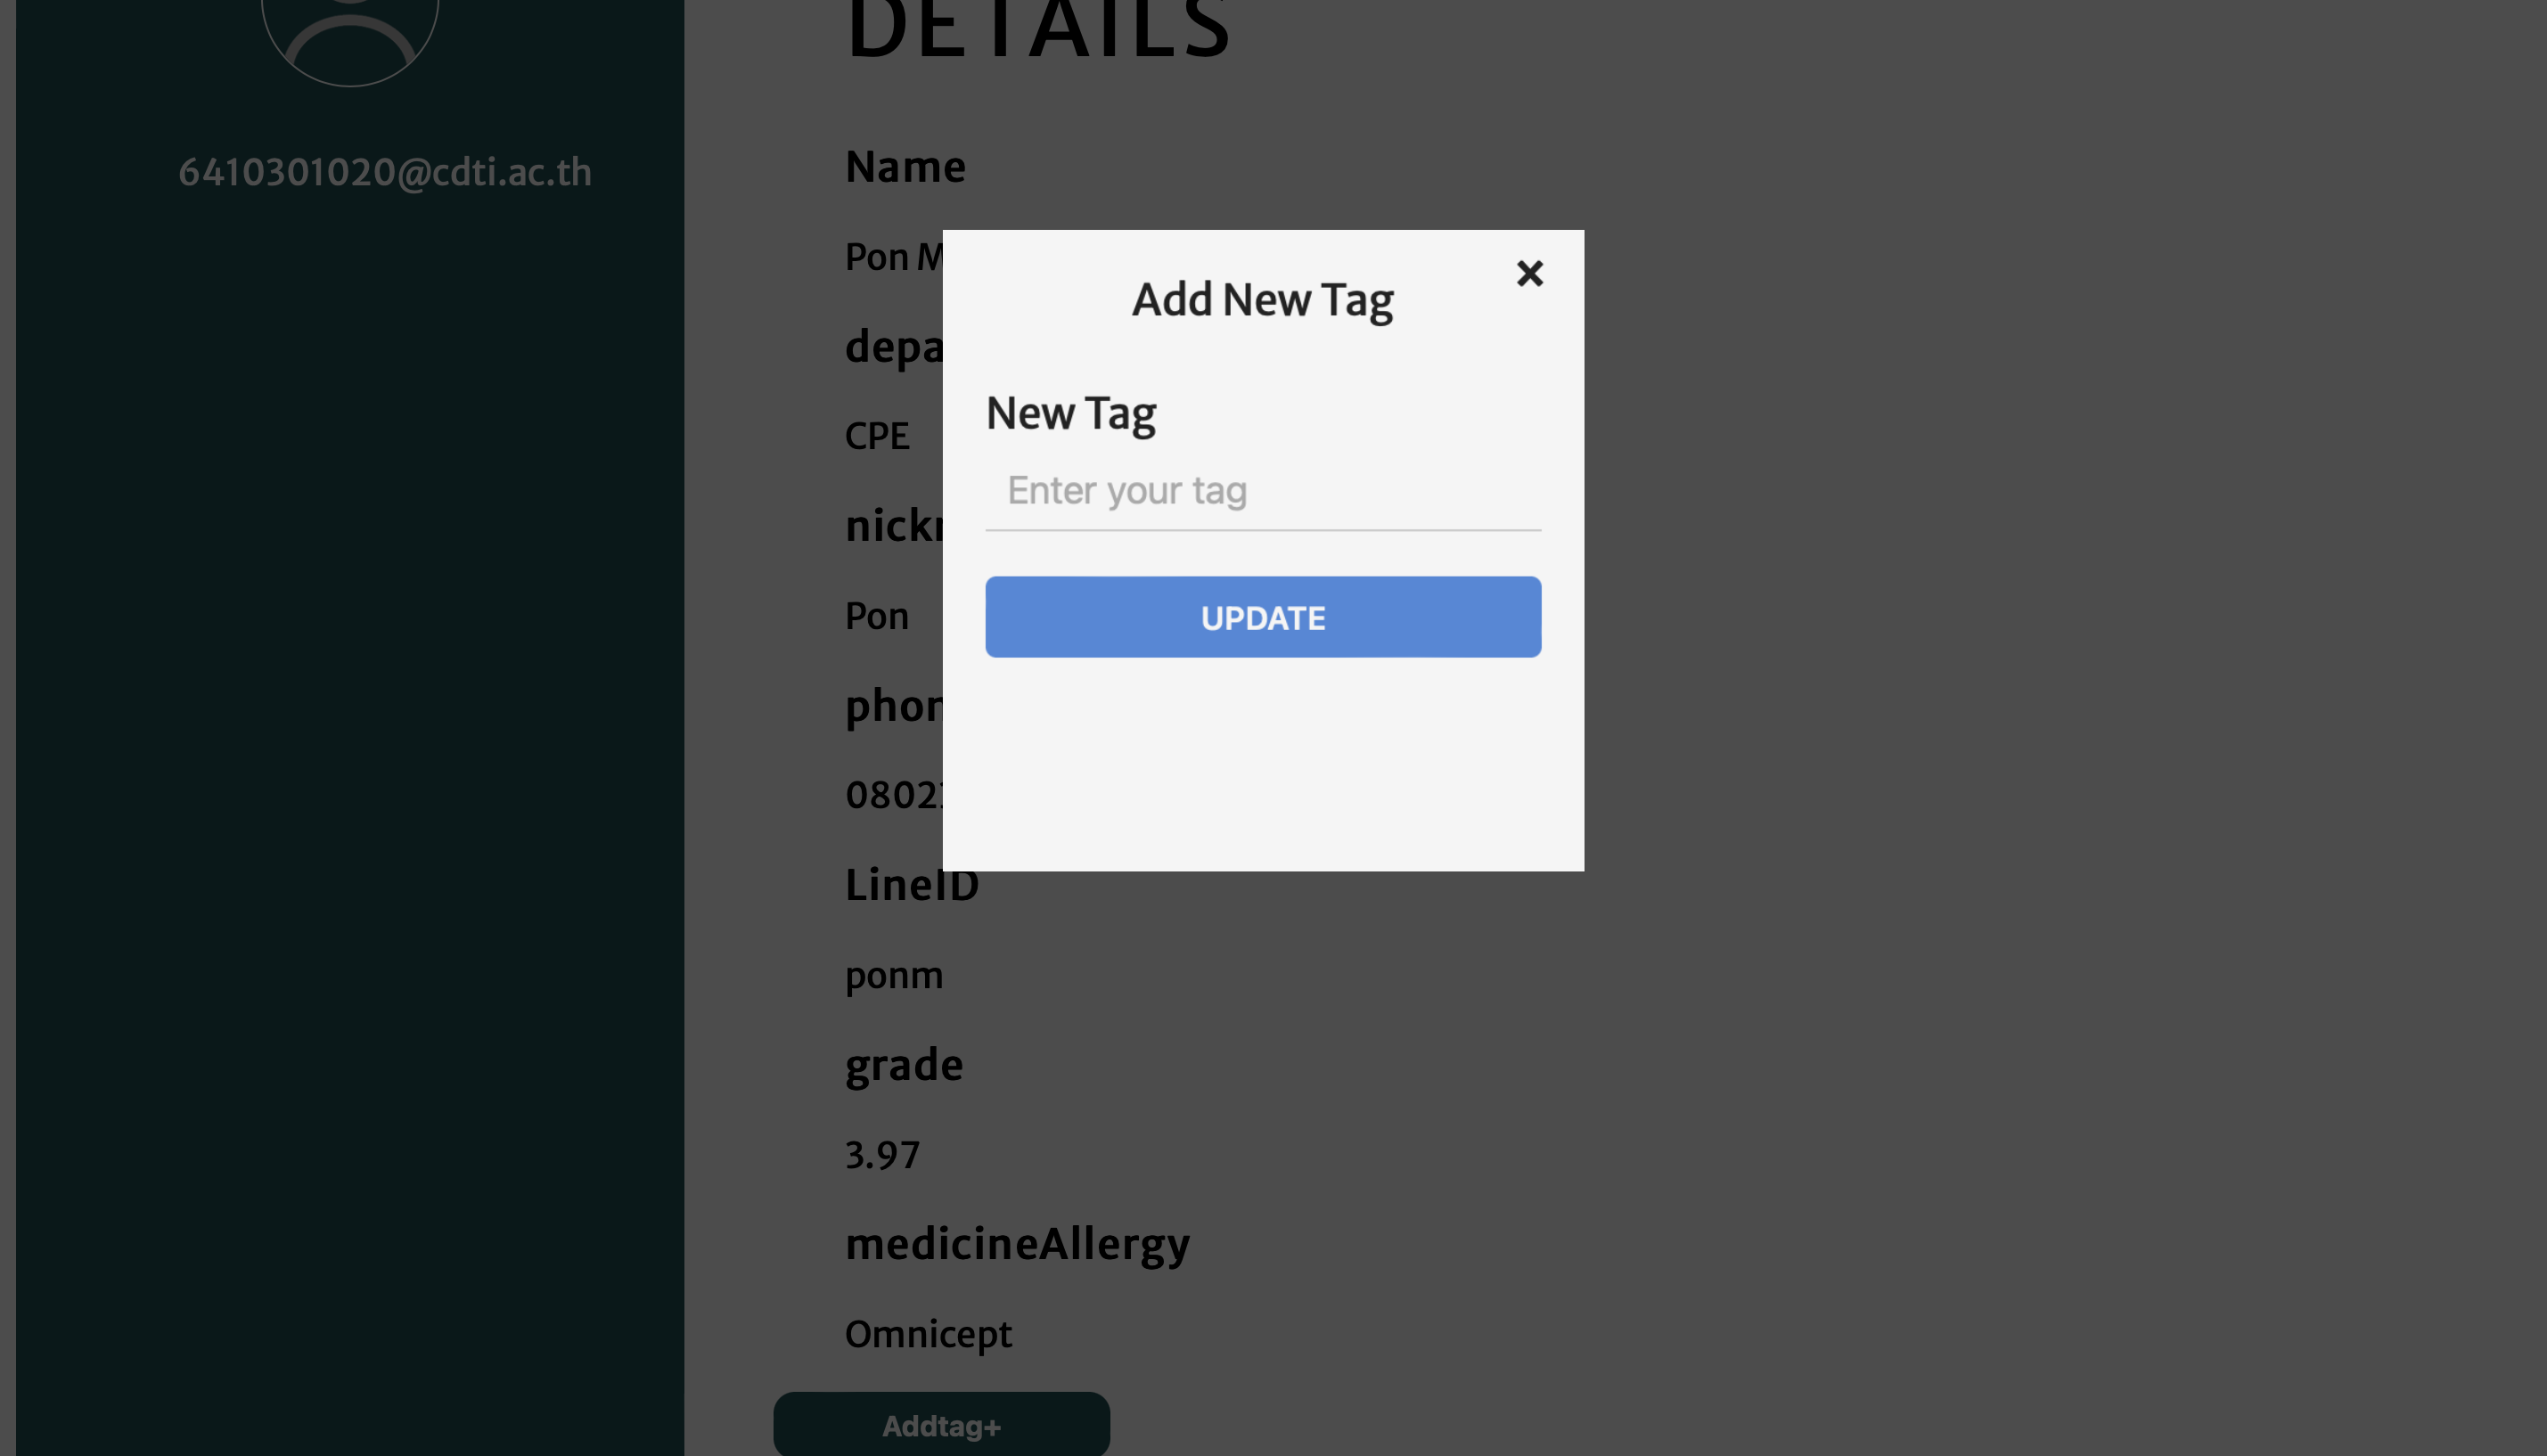 DETAILS
6410301020@cdti.ac.th
Name
Pon
Add New Tag
New Tag
CPE
Enter your tag
Pon
UPDATE
LineID
ponm
grade
3.97
medicineAllergy
Omnicept
Addtag+